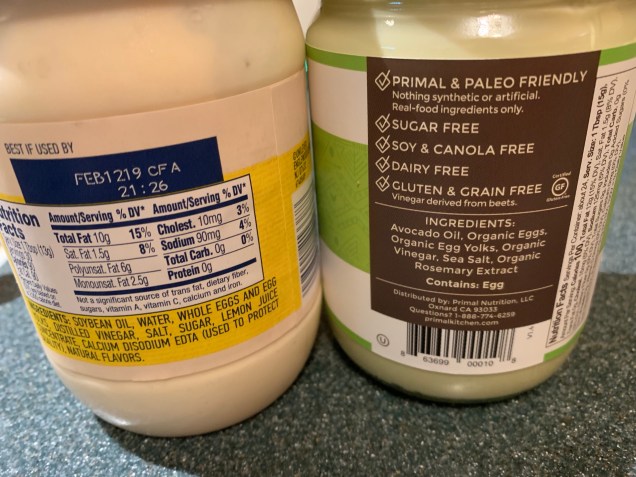 BEST IF USED BY
FEB1219 CF A
21:26
Nutrition
Facts
Amount/Serving % DV* Amount/Serving % DV*
Total Fat 10g 15% Cholest. 10mg 3%
Sat. Fat 1.5g 8% Sodium 90mg 4%
Polyunsat. Fat 6g Total Carb. 0g 0%
Monounsat. Fat 2.5g Protein 0g
Not a significant source of trans fat, dietary fiber,
sugars, vitamin A, vitamin C, calcium and iron.
INGREDIENTS: SOYBEAN OIL, WATER, WHOLE EGGS AND EGG
DISTILLED VINEGAR, SALT, SUGAR, LEMON JUICE
CALCIUM DISODIUM EDTA (USED TO PROTECT
NATURAL FLAVORS.
PRIMAL & PALEO FRIENDLY
Nothing synthetic or artificial.
Real-food ingredients only.
SUGAR FREE
SOY & CANOLA FREE
DAIRY FREE
GLUTEN & GRAIN FREE
Vinegar derived from beets.
Certified
GF
Gluten-Free
INGREDIENTS:
Avocado Oil, Organic Eggs,
Organic Egg Yolks, Organic
Vinegar, Sea Salt, Organic
Rosemary Extract
Contains: Egg
Distributed by: Primal Nutrition, LLC
Oxnard CA 93033
Questions? 1-888-774-6259
primalkitchen.com
8 63699 00010 8
Nutrition Facts